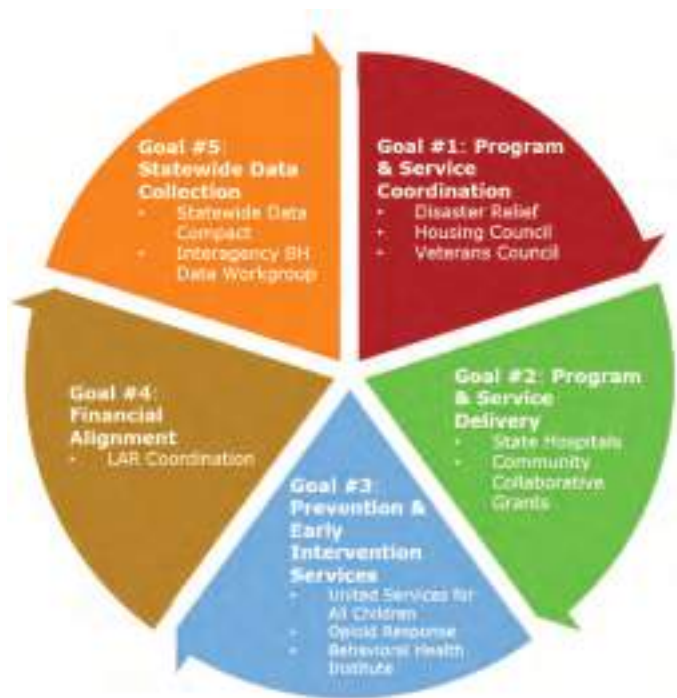 Goal #1: Program
& Service
Coordination
• Disaster Relief
• Housing Council
• Veterans Council
Goal #2: Program
& Service
Delivery
• State Hospitals
• Community
Collaborative
Grants
Goal #3:
Prevention &
Early
Intervention
Services
• United Services for
All Children
• Opioid Response
• Behavioral Health
Institute
Goal #4:
Financial
Alignment
• LAR Coordination
Goal #5:
Statewide Data
Collection
• Statewide Data
Compact
• Interagency BH
Data Workgroup